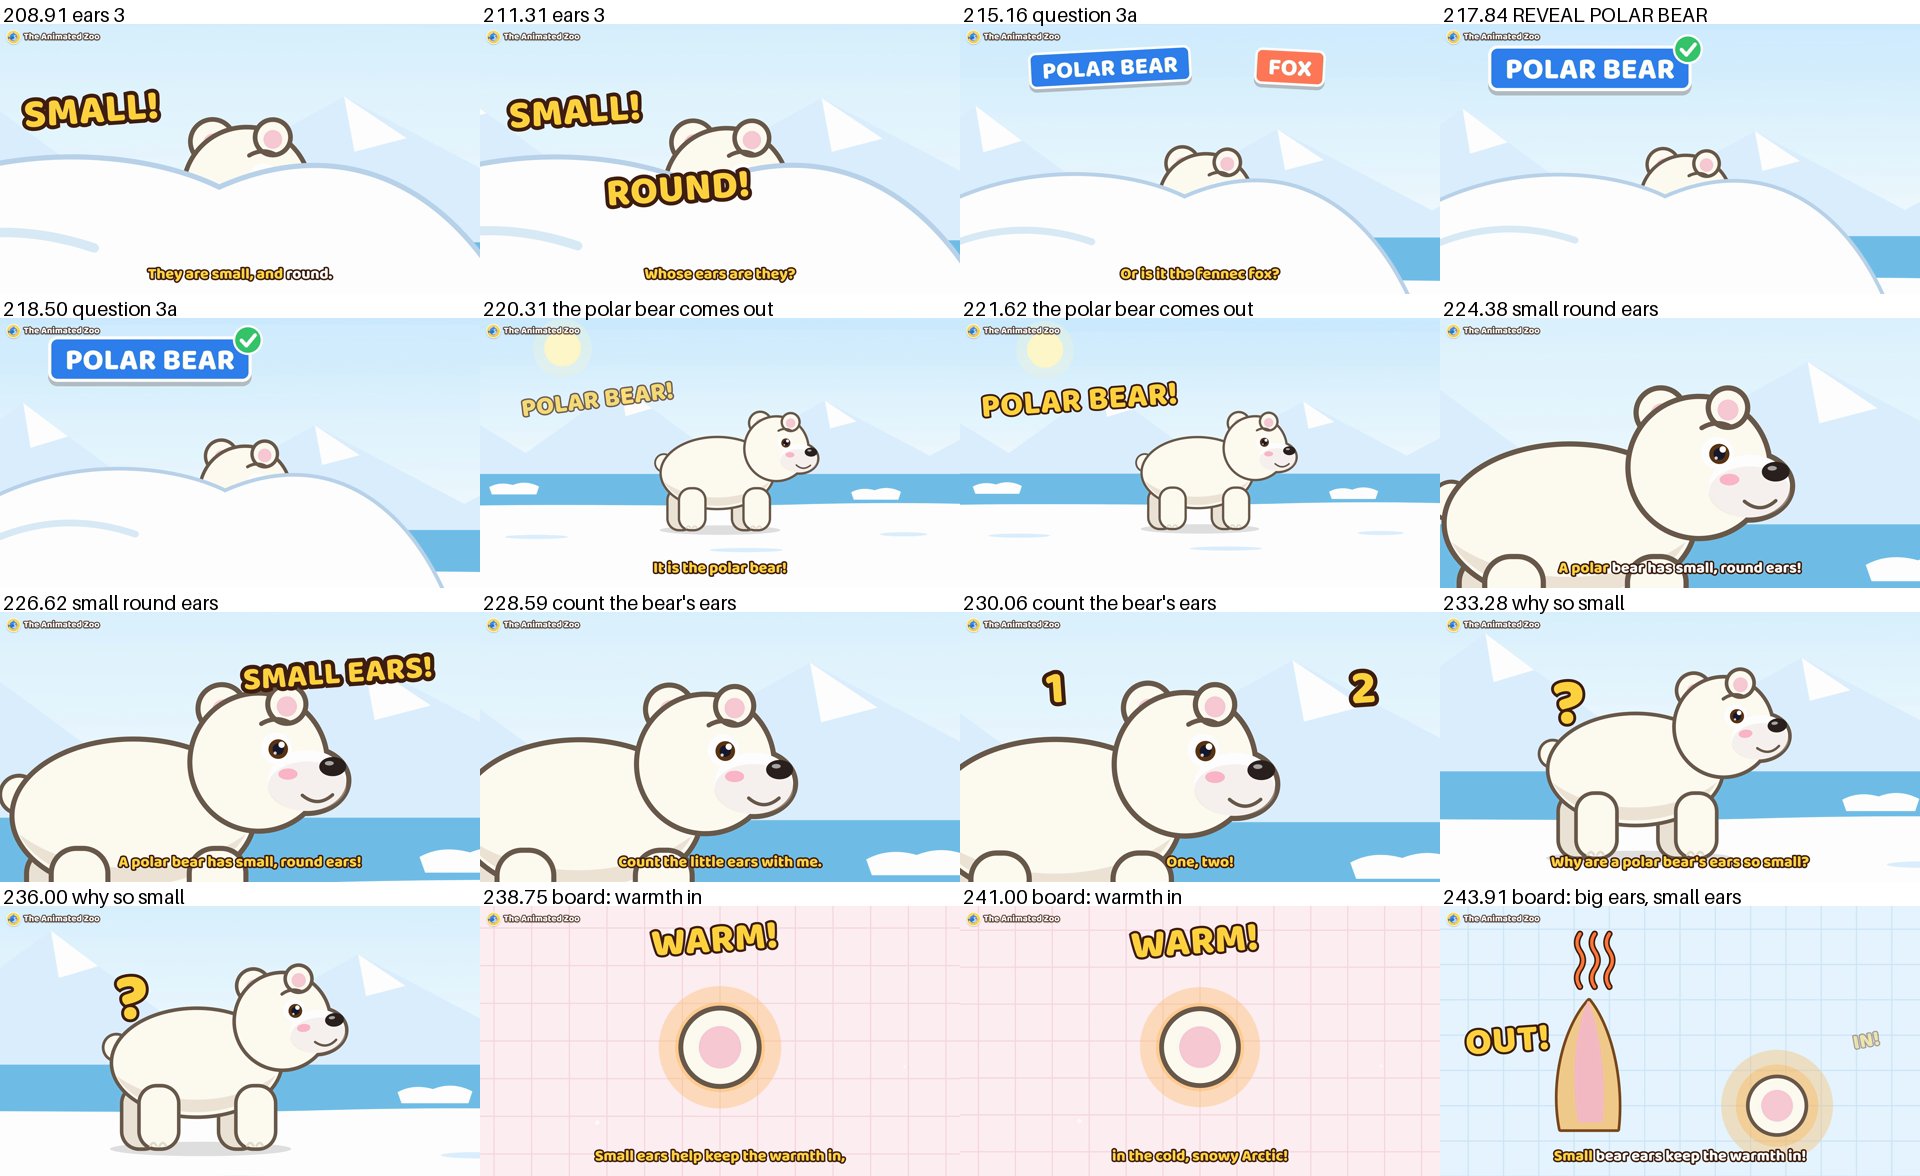 208.91 ears 3
The Animated Zoo
SMALL!
They are small, and round.
211.31 ears 3
The Animated Zoo
SMALL!
ROUND!
Whose ears are they?
215.16 question 3a
The Animated Zoo
POLAR BEAR
FOX
Or is it the fennec fox?
217.84 REVEAL POLAR BEAR
The Animated Zoo
POLAR BEAR
218.50 question 3a
The Animated Zoo
POLAR BEAR
220.31 the polar bear comes out
The Animated Zoo
POLAR BEAR!
It is the polar bear!
221.62 the polar bear comes out
The Animated Zoo
POLAR BEAR!
224.38 small round ears
The Animated Zoo
A polar bear has small, round ears!
226.62 small round ears
The Animated Zoo
SMALL EARS!
A polar bear has small, round ears!
228.59 count the bear's ears
The Animated Zoo
Count the little ears with me.
230.06 count the bear's ears
The Animated Zoo
1
2
One, two!
233.28 why so small
The Animated Zoo
?
Why are a polar bear's ears so small?
236.00 why so small
The Animated Zoo
?
238.75 board: warmth in
The Animated Zoo
WARM!
Small ears help keep the warmth in,
241.00 board: warmth in
The Animated Zoo
WARM!
in the cold, snowy Arctic!
243.91 board: big ears, small ears
The Animated Zoo
OUT!
IN!
Small bear ears keep the warmth in!